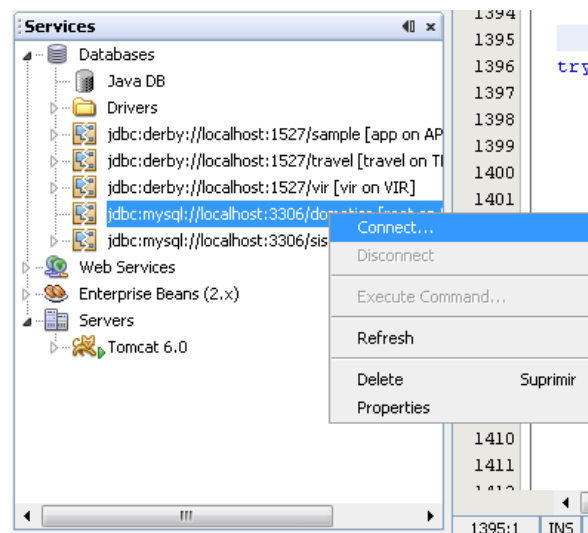 Services
Databases
Java DB
Drivers
jdbc:derby://localhost:1527/sample [app on AP
jdbc:derby://localhost:1527/travel [travel on
jdbc:derby://localhost:1527/vir [vir on VIR]
jdbc:mysql://localhost:3306/
jdbc:mysql://localhost:3306/sis
Web Services
Enterprise Beans (2.x)
Servers
Tomcat 6.0
1394
1395
1396 try
1397
1398
1399
1400
1401
Connect...
Disconnect
Execute Command...
Refresh
Delete Suprimir
Properties
1410
1411
1395:1 INS